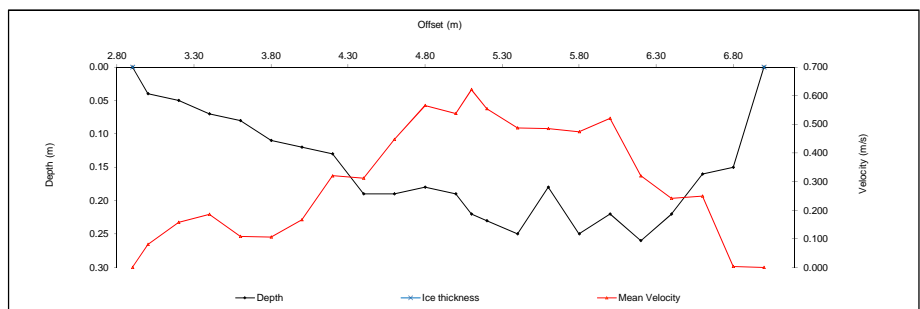 Offset (m)
2.80 3.30 3.80 4.30 4.80 5.30 5.80 6.30 6.80
0.00 0.700
0.05 0.600
0.10 0.500
0.15 0.400
0.20 0.300
0.25 0.200
0.30 0.100
0.000
Depth (m)
Velocity (m/s)
Depth Ice thickness Mean Velocity